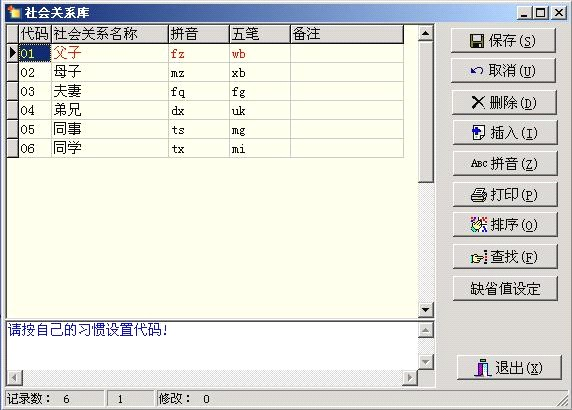 社会关系库
代码 社会关系名称 拼音 五笔 备注
01 父子 fz wb
02 母子 mz xb
03 夫妻 fq fg
04 弟兄 dx uk
05 同事 ts mg
06 同学 tx mi
保存(S)
取消(U)
删除(D)
插入(I)
ABC 拼音(Z)
打印(P)
排序(O)
查找(F)
缺省值设定
请按自己的习惯设置代码!
退出(X)
记录数: 6 1 修改: 0